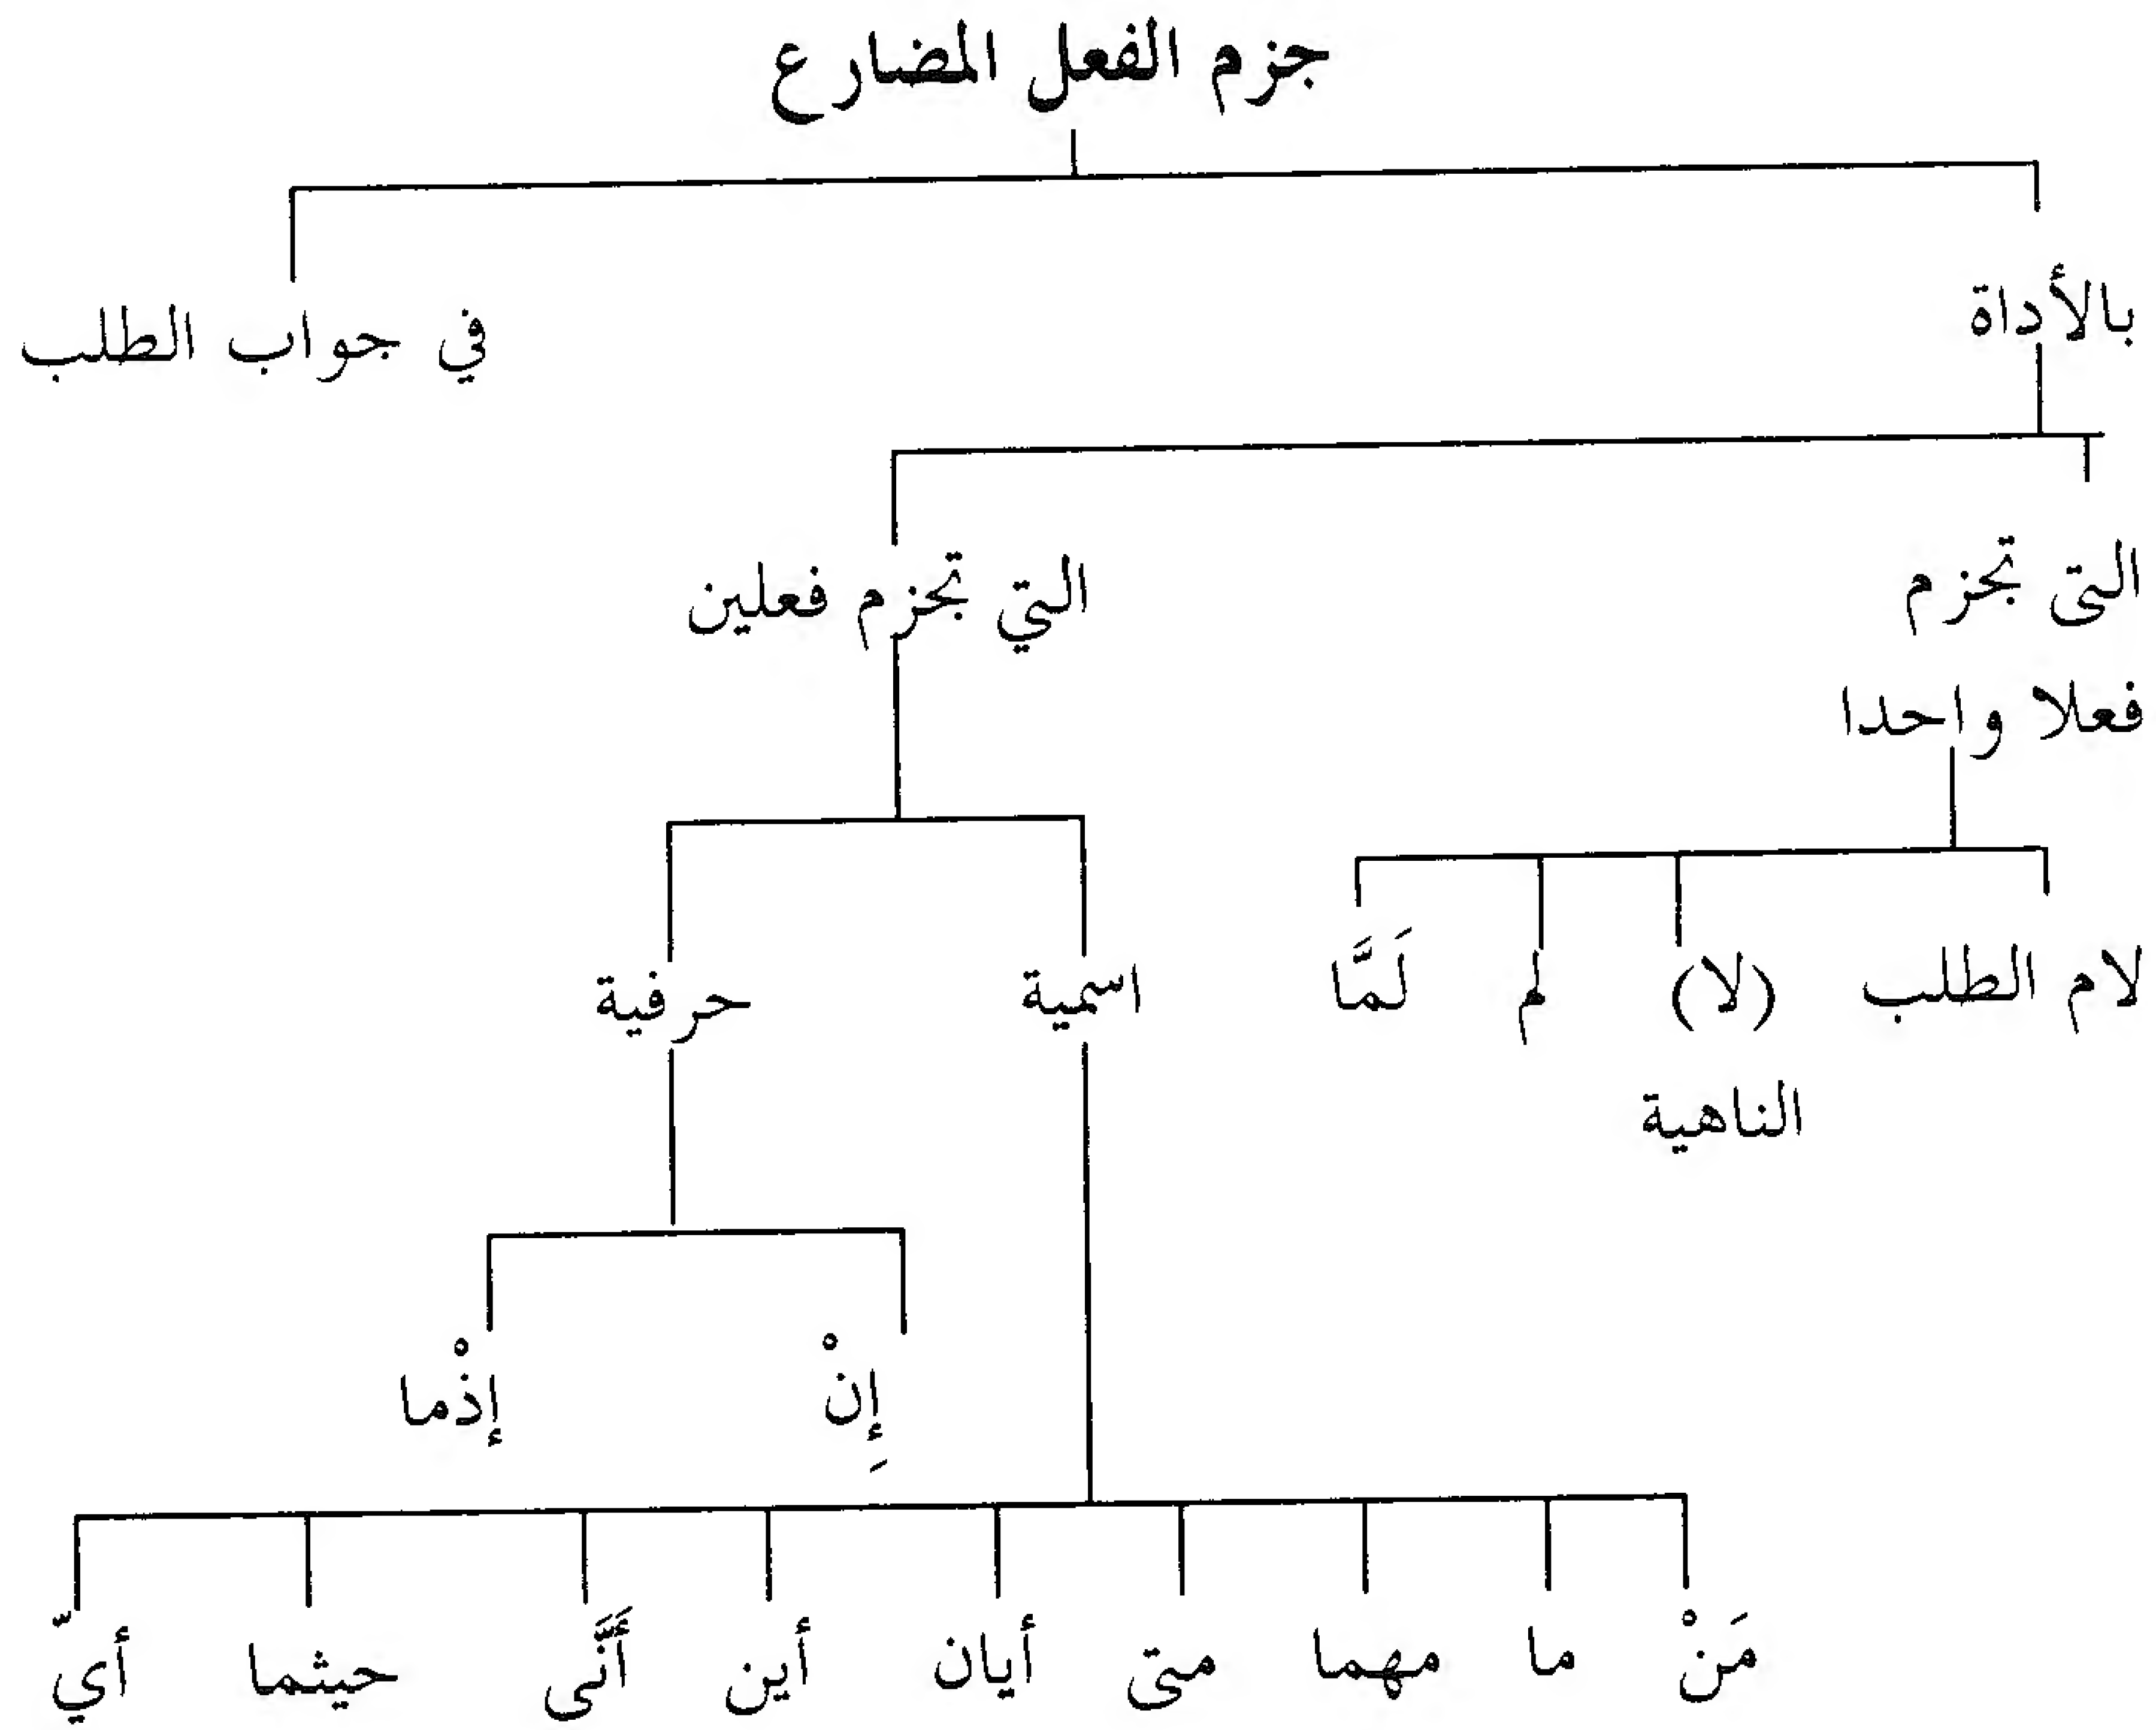 جزم الفعل المضارع
بالأداة
في جواب الطلب
التى تجزم
فعلا واحدا
التي تجزم فعلين
لام الطلب
(لا)
الناهية
لم
لَمَّا
اسمية
حرفية
إِنْ
إذْما
مَنْ
ما
مهما
متى
أيان
أين
أَنَّى
حيثما
أيّ